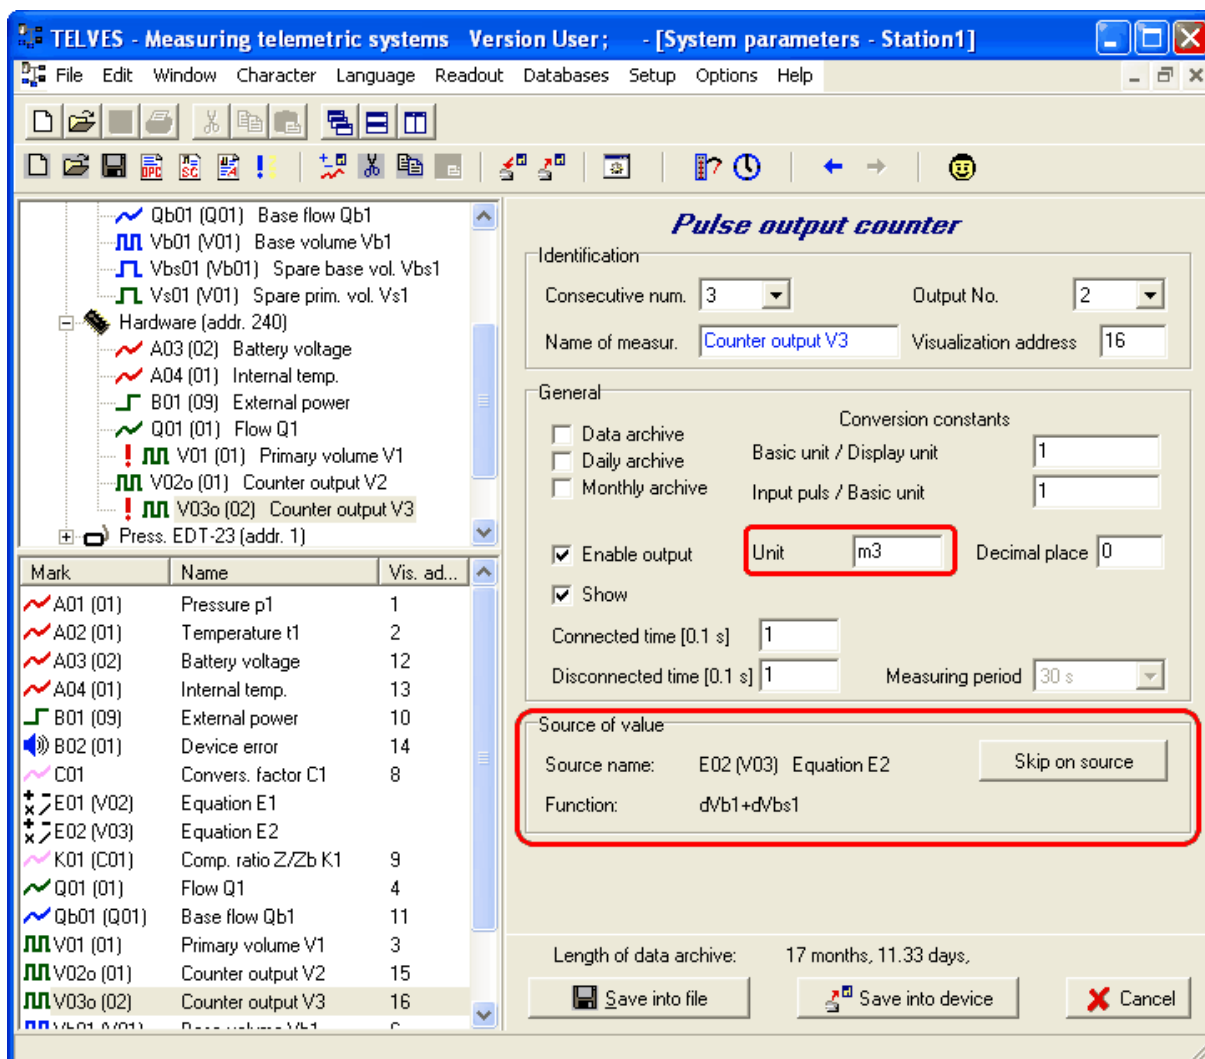 TELVES - Measuring telemetric systems   Version User;      - [System parameters - Station1]
File Edit Window Character Language Readout Databases Setup Options Help
Qb01 (Q01)   Base flow Qb1
Vb01 (V01)   Base volume Vb1
Vbs01 (Vb01)   Spare base vol. Vbs1
Vs01 (V01)   Spare prim. vol. Vs1
Hardware (addr. 240)
A03 (02)   Battery voltage
A04 (01)   Internal temp.
B01 (09)   External power
Q01 (01)   Flow Q1
V01 (01)   Primary volume V1
V02o (01)   Counter output V2
V03o (02)   Counter output V3
Press. EDT-23 (addr. 1)
Mark Name Vis. ad...
A01 (01) Pressure p1 1
A02 (01) Temperature t1 2
A03 (02) Battery voltage 12
A04 (01) Internal temp. 13
B01 (09) External power 10
B02 (01) Device error 14
C01 Convers. factor C1 8
E01 (V02) Equation E1
E02 (V03) Equation E2
K01 (C01) Comp. ratio Z/Zb K1 9
Q01 (01) Flow Q1 4
Qb01 (Q01) Base flow Qb1 11
V01 (01) Primary volume V1 3
V02o (01) Counter output V2 15
V03o (02) Counter output V3 16
Pulse output counter
Identification
Consecutive num. 3 Output No. 2
Name of measur. Counter output V3 Visualization address 16
General
Conversion constants
Data archive
Basic unit / Display unit 1
Daily archive
Monthly archive
Input puls / Basic unit 1
Enable output Unit m3 Decimal place 0
Show
Connected time [0.1 s] 1
Disconnected time [0.1 s] 1 Measuring period 30 s
Source of value
Source name: E02 (V03)   Equation E2 Skip on source
Function: dVb1+dVbs1
Length of data archive: 17 months, 11.33 days,
Save into file Save into device Cancel